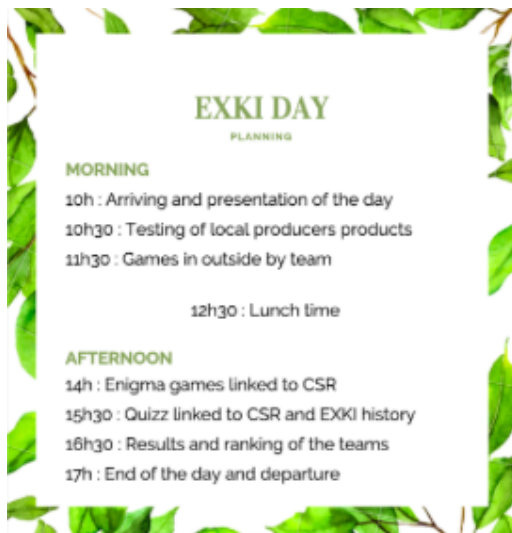 EXKI DAY
PLANNING
MORNING
10h : Arriving and presentation of the day
10h30 : Testing of local producers products
11h30 : Games in outside by team
12h30 : Lunch time
AFTERNOON
14h : Enigma games linked to CSR
15h30 : Quizz linked to CSR and EXKI history
16h30 : Results and ranking of the teams
17h : End of the day and departure